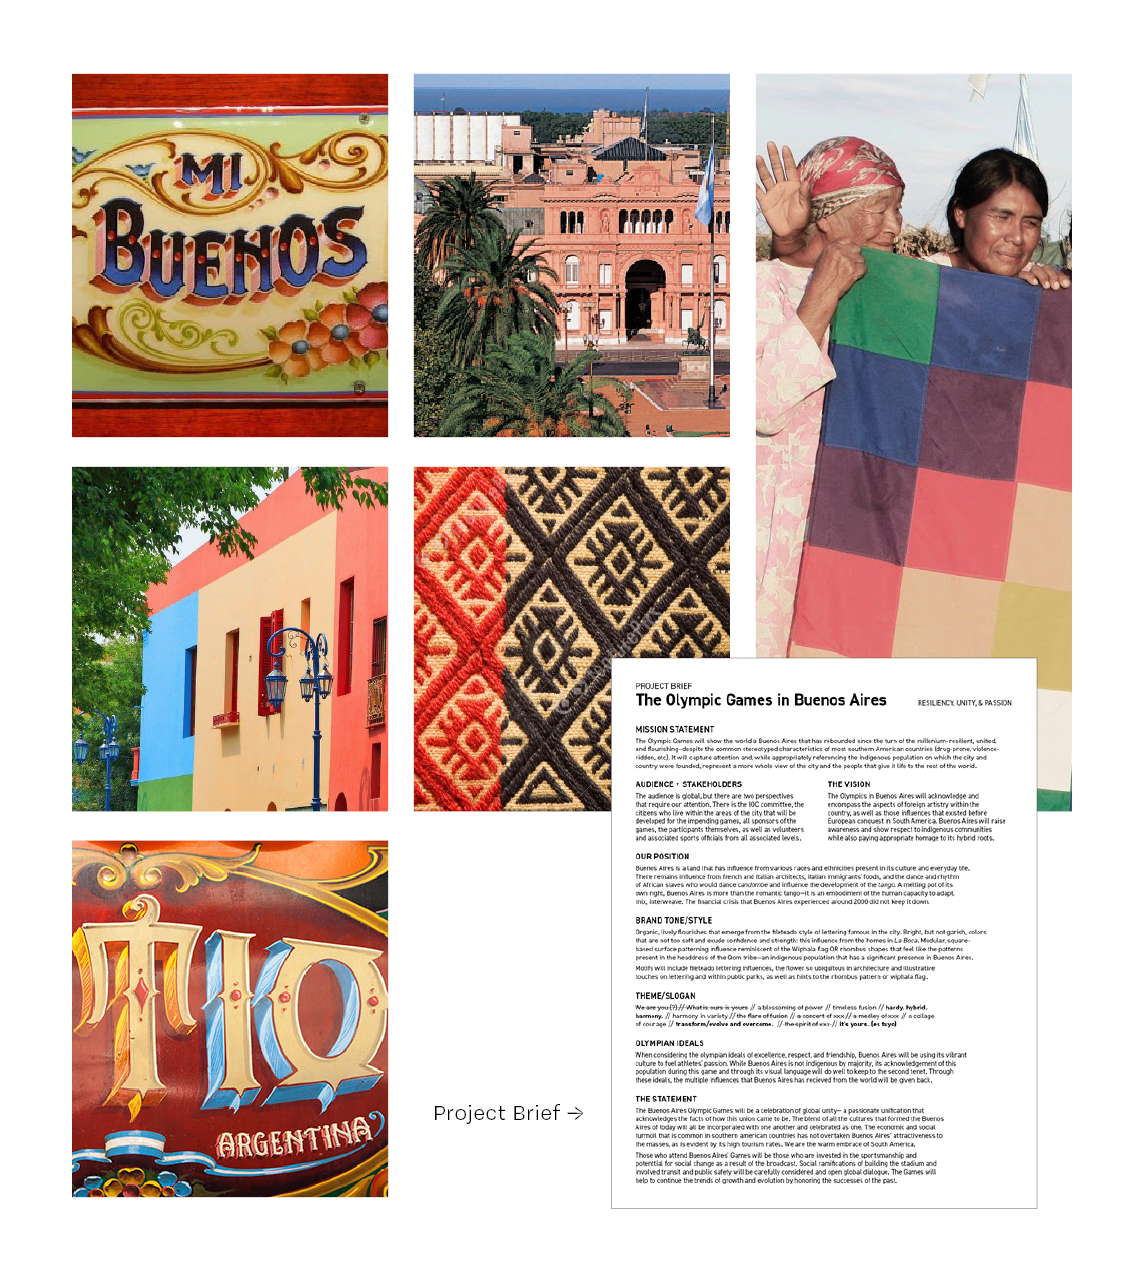 MI
BUENOS
TIO
ARGENTINA
Project Brief →
PROJECT BRIEF
The Olympic Games in Buenos Aires
RESILIENCY, UNITY, & PASSION
MISSION STATEMENT
The Olympic Games will show the world a Buenos Aires that has rebounded since the turn of the millenium–resilient, unified,
and flourishing–despite the common stereotyped characteristics of most southern American countries (drug-prone, violence-
ridden, etc). It will capture attention and, while appropriately referencing the indigenous population on which the city and
country were founded, represent a more whole view of the city and the people that give it life to the rest of the world.
AUDIENCE + STAKEHOLDERS
The audience is global, but there are two perspectives
that require our attention. There is the IOC committee, the
citizens who live within the areas of the city that will be
developed for the impending games, all sponsors of the
games, the participants themselves, as well as volunteers
and associated sports officials from all associated levels.
THE VISION
The Olympics in Buenos Aires will acknowledge and
encompass the aspects of foreign artistry within the
country, as well as those influences that existed before
European conquest in South America. Buenos Aires will raise
awareness and show respect to indigenous communities
while also paying appropriate homage to its hybrid roots.
OUR POSITION
Buenos Aires is a land that has influence from various races and ethnicities present in its culture and everyday life.
There remains influence from french and italian architects, italian immigrants' foods, and the dance and rhythm
of African slaves who would dance candombe and influence the development of the tango. A melting pot of its
own right, Buenos Aires is more than the romantic tango—it is an embodiment of the human capacity to adapt,
mix, interweave. The financial crisis that Buenos Aires experienced around 2000 did not keep it down.
BRAND TONE/STYLE
Organic, lively flourishes that emerge from the fileteado style of lettering famous in the city. Bright, but not garish, colors
that are not too soft and exude confidence and strength: this influence from the homes in La Boca. Modular, square-
based surface patterning influence reminiscent of the Wiphala flag OR rhombus shapes that feel like the patterns
present in the headdress of the Qom tribe—an indigenous population that has a significant presence in Buenos Aires.
Motifs will include fileteado lettering influences, the flower so ubiquitous in architecture and illustrative
touches on lettering and within public parks, as well as hints to the rhombus pattern or wiphala flag.
THEME/SLOGAN
We are you (?) // What is ours is yours // a blossoming of power // timeless fusion // hardy. hybrid.
harmony. // harmony in variety // the flare of fusion // a concert of xxx // a medley of xxx // a collage
of courage // transform/evolve and overcome. // the spirit of xxx // it's yours. (es tuyo)
OLYMPIAN IDEALS
When considering the olympian ideals of excellence, respect, and friendship, Buenos Aires will be using its vibrant
culture to fuel athletes' passion. While Buenos Aires is not indigenous by majority, its acknowledgement of this
population during this game and through its visual language will do well to keep to the second tenet. Through
these ideals, the multiple influences that Buenos Aires has recieved from the world will be given back.
THE STATEMENT
The Buenos Aires Olympic Games will be a celebration of global unity— a passionate unification that
acknowledges the facts of how this union came to be. The blend of all the cultures that formed the Buenos
Aires of today will all be incorporated with one another and celebrated as one. The economic and social
turmoil that is common in southern american countries has not overtaken Buenos Aires' attractiveness to
the masses, as is evident by its high tourism rates. We are the warm embrace of South America.
Those who attend Buenos Aires' Games will be those who are invested in the sportsmanship and
potential for social change as a result of the broadcast. Social ramifications of building the stadium and
involved transit and public safety will be carefully considered and open global dialogue. The Games will
help to continue the trends of growth and evolution by honoring the successes of the past.